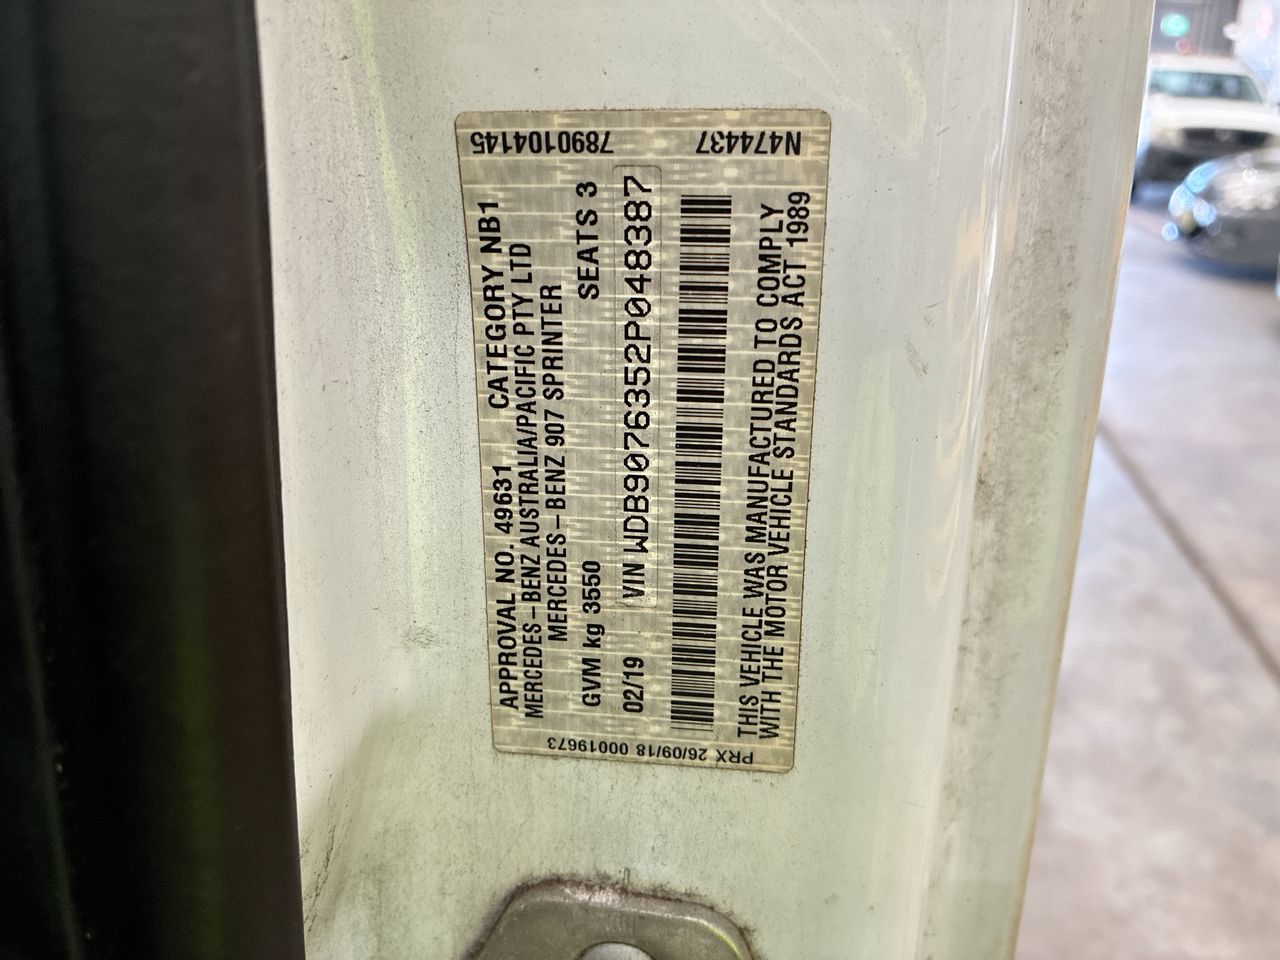 APPROVAL NO. 49631 CATEGORY NB1
MERCEDES-BENZ AUSTRALIA/PACIFIC PTY LTD
MERCEDES-BENZ 907 SPRINTER
GVM kg 3550 SEATS 3
02/19 VIN WDB9076352P048387
THIS VEHICLE WAS MANUFACTURED TO COMPLY
WITH THE MOTOR VEHICLE STANDARDS ACT 1989
7890104145 N474437
PRX 26/09/18 00019673